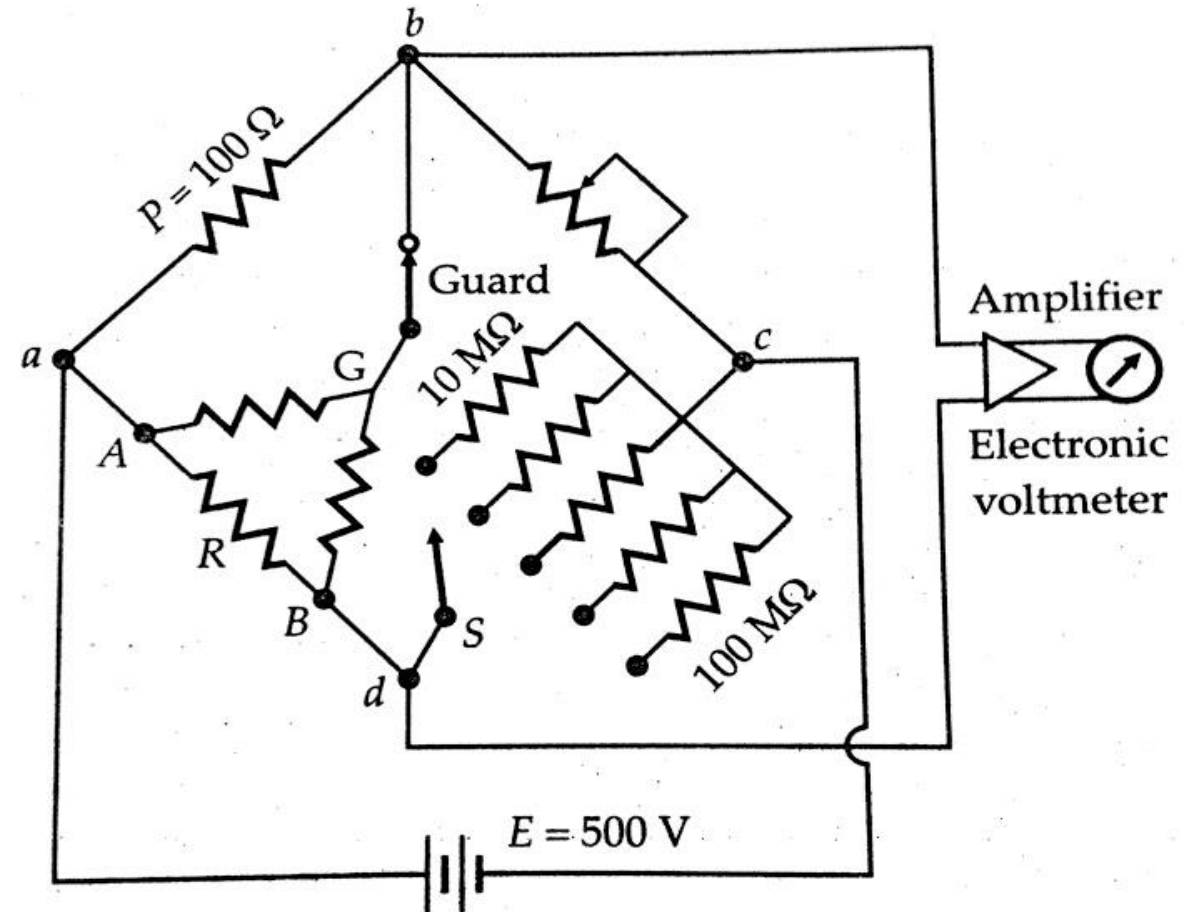 b
P = 100 Ω
Guard
Amplifier
10 MΩ
c
a
G
A
Electronic
voltmeter
R
B
S
100 MΩ
d
E = 500 V